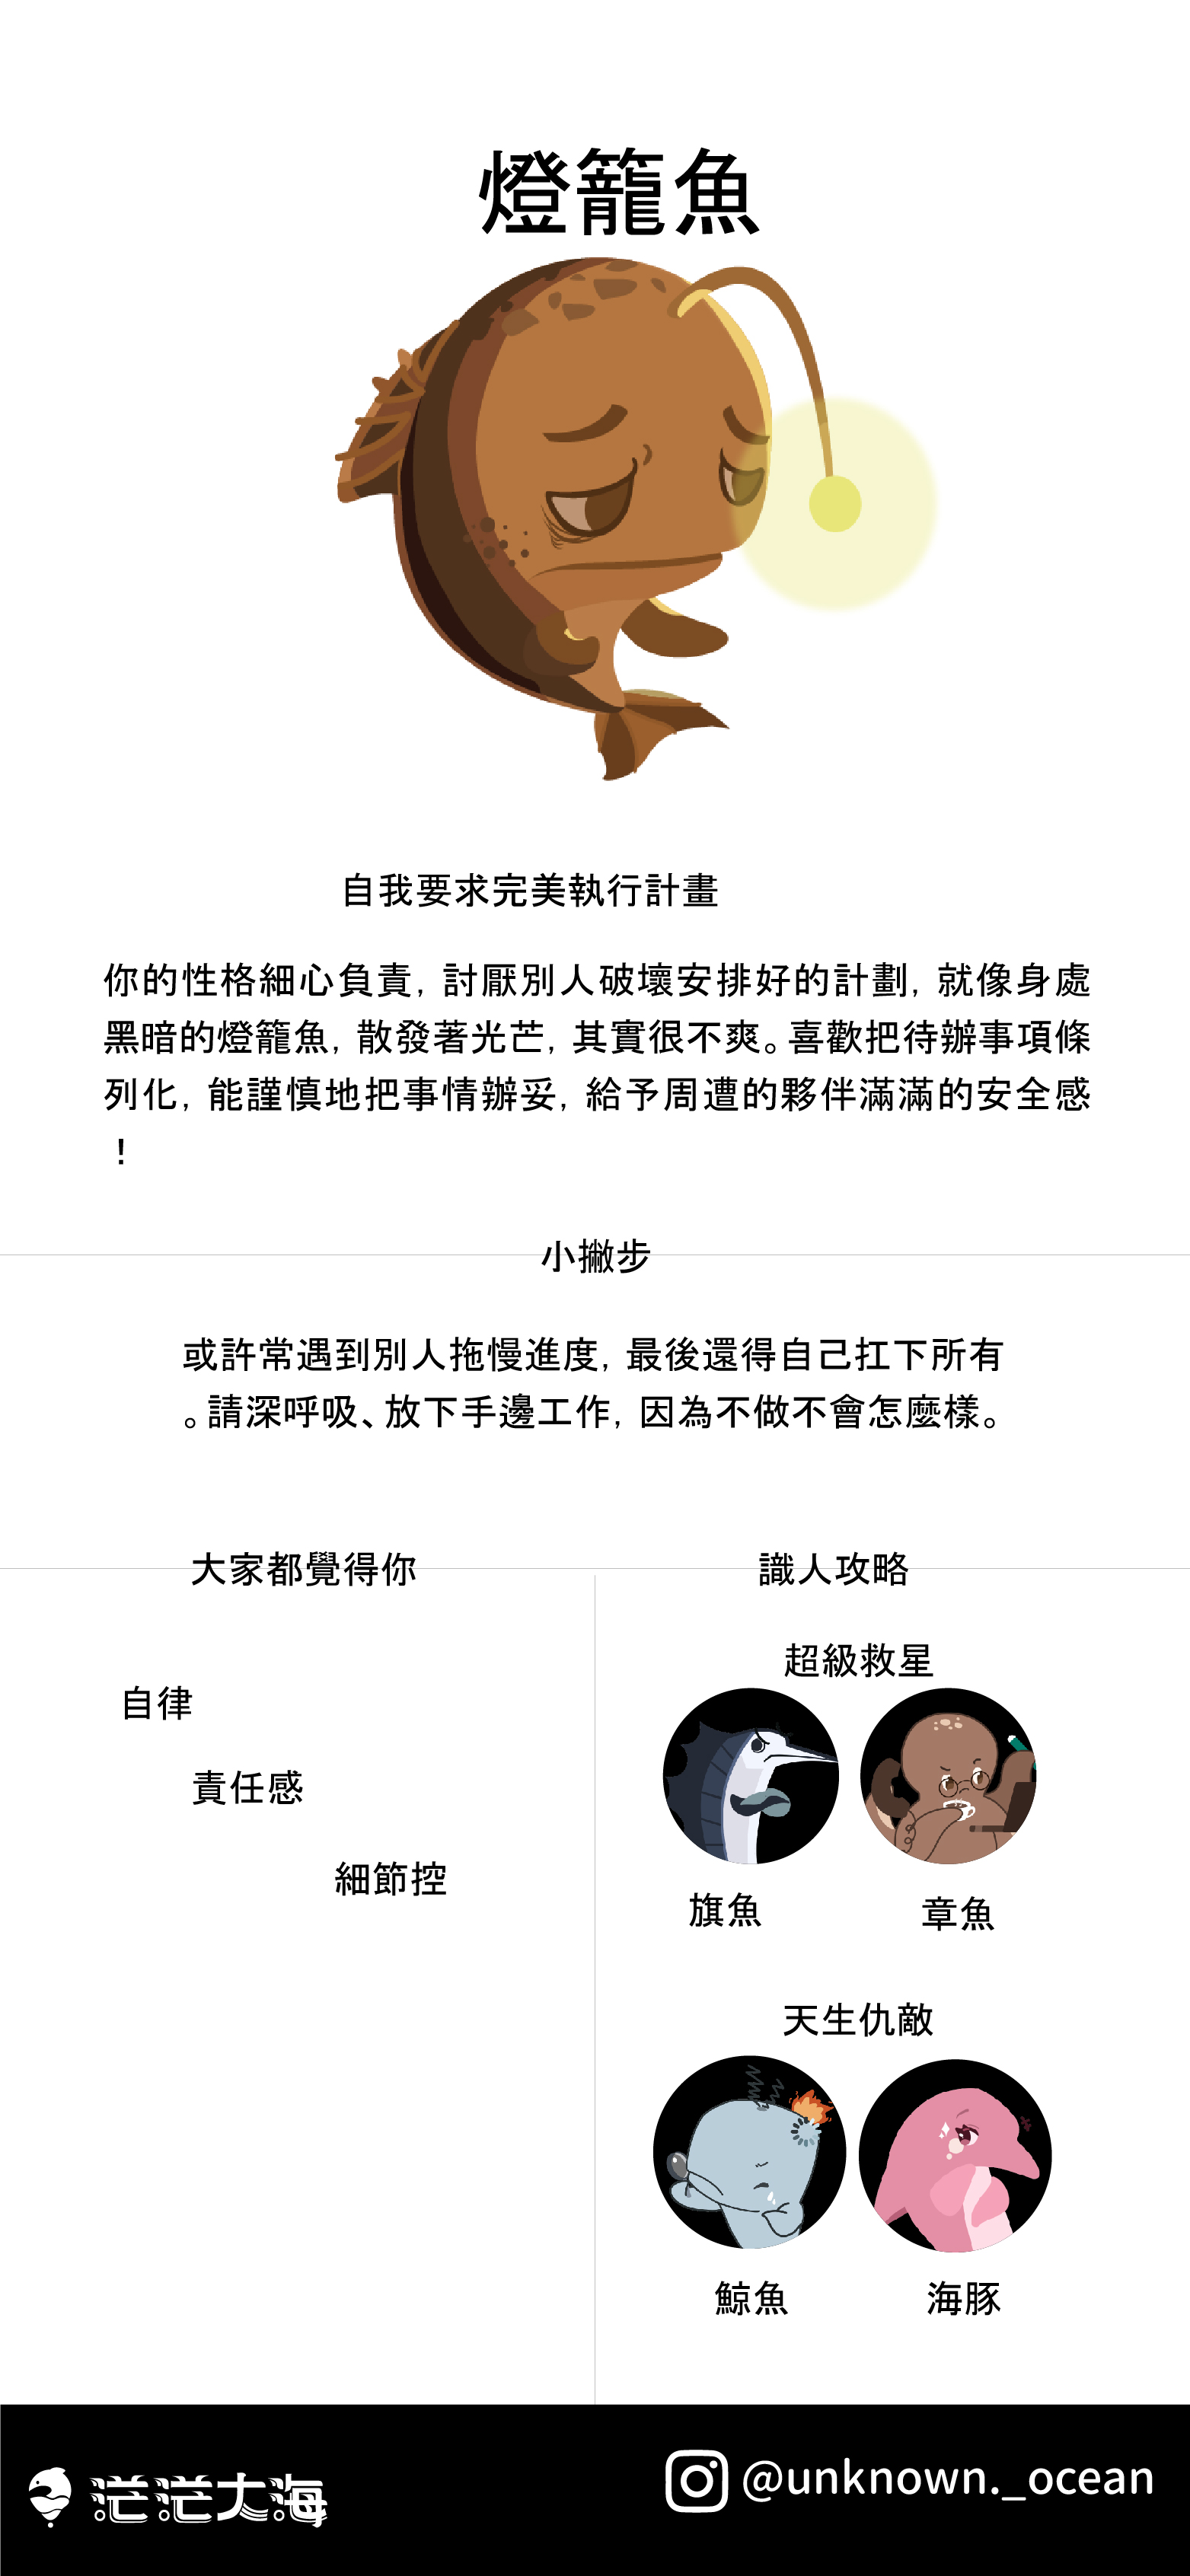 燈籠魚
自我要求完美執行計畫
你的性格細心負責，討厭別人破壞安排好的計劃，就像身處
黑暗的燈籠魚，散發著光芒，其實很不爽。喜歡把待辦事項條
列化，能謹慎地把事情辦妥，給予周遭的夥伴滿滿的安全感
！
小撇步
或許常遇到別人拖慢進度，最後還得自己扛下所有
。請深呼吸、放下手邊工作，因為不做不會怎麼樣。
大家都覺得你
自律
責任感
細節控
識人攻略
超級救星
旗魚 章魚
天生仇敵
鯨魚 海豚
茫茫大海
@unknown._ocean